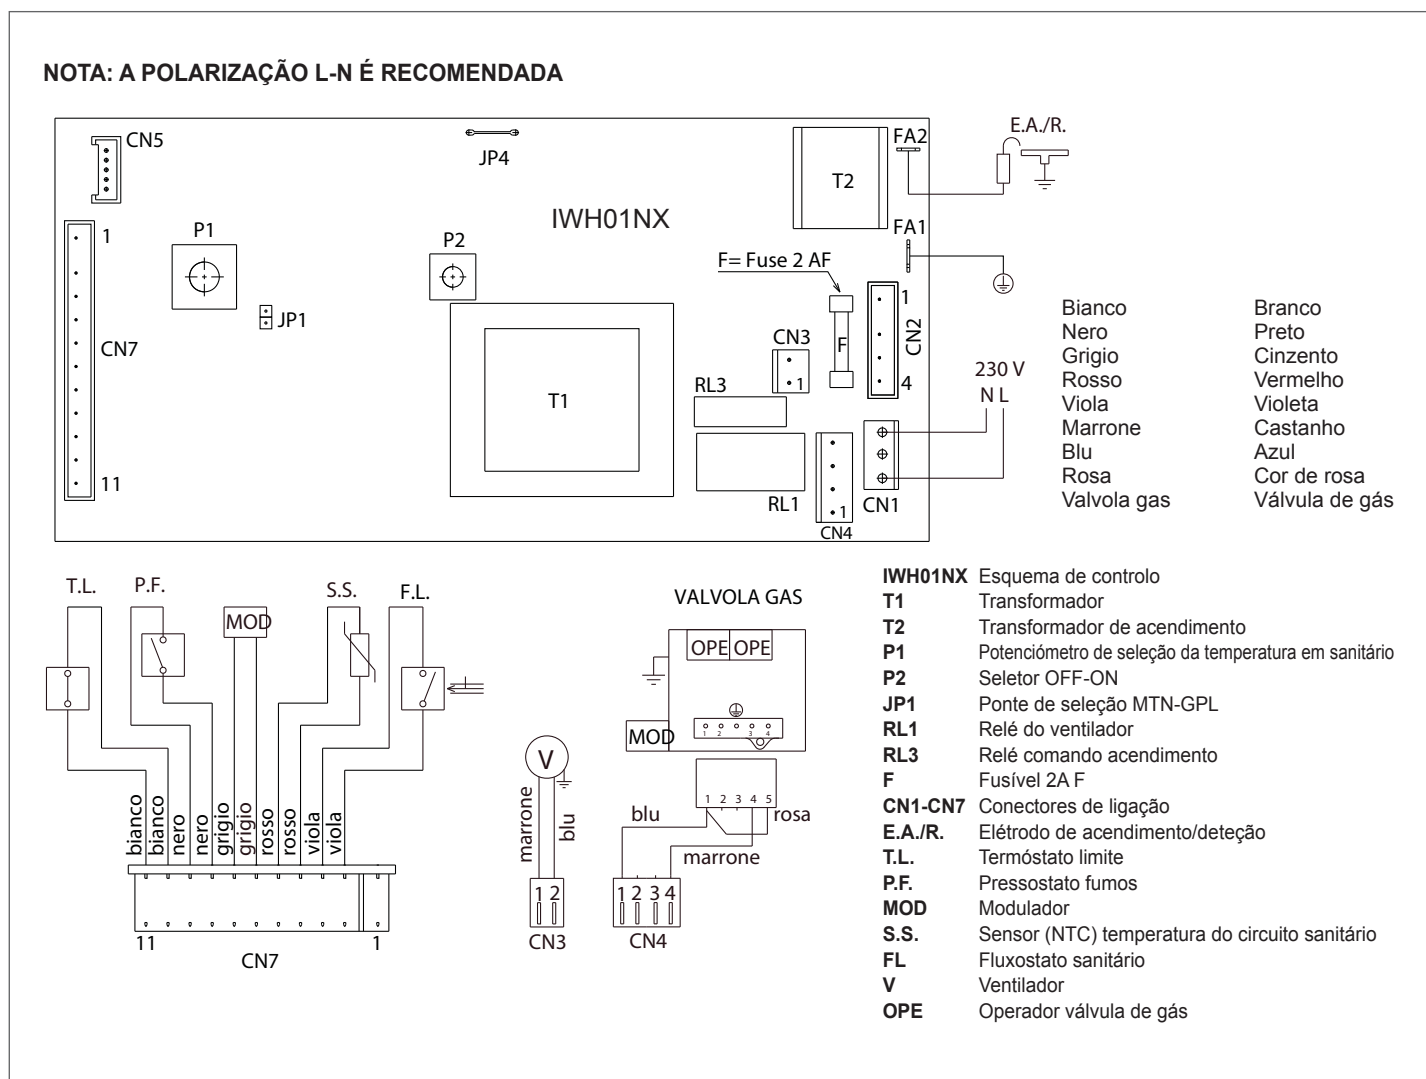 NOTA: A POLARIZAÇÃO L-N É RECOMENDADA
CN5
JP4
T2
FA2
E.A./R.
IWH01NX
1
P1
P2
FA1
F= Fuse 2 AF
JP1
CN7
T1
CN3
1
F
1
CN2
4
RL3
230 V
N L
11
RL1
1
CN4
CN1
Bianco Branco
Nero Preto
Grigio Cinzento
Rosso Vermelho
Viola Violeta
Marrone Castanho
Blu Azul
Rosa Cor de rosa
Valvola gas Válvula de gás
T.L.
P.F.
MOD
S.S.
F.L.
bianco
bianco
nero
nero
grigio
grigio
rosso
rosso
viola
viola
11
1
CN7
V
marrone
blu
1 2
CN3
VALVOLA GAS
OPE OPE
1 2 3 4
MOD
1 2 3 4 5
blu
rosa
marrone
1 2 3 4
CN4
IWH01NX Esquema de controlo
T1 Transformador
T2 Transformador de acendimento
P1 Potenciómetro de seleção da temperatura em sanitário
P2 Seletor OFF-ON
JP1 Ponte de seleção MTN-GPL
RL1 Relé do ventilador
RL3 Relé comando acendimento
F Fusível 2A F
CN1-CN7 Conectores de ligação
E.A./R. Elétrodo de acendimento/deteção
T.L. Termóstato limite
P.F. Pressostato fumos
MOD Modulador
S.S. Sensor (NTC) temperatura do circuito sanitário
FL Fluxostato sanitário
V Ventilador
OPE Operador válvula de gás